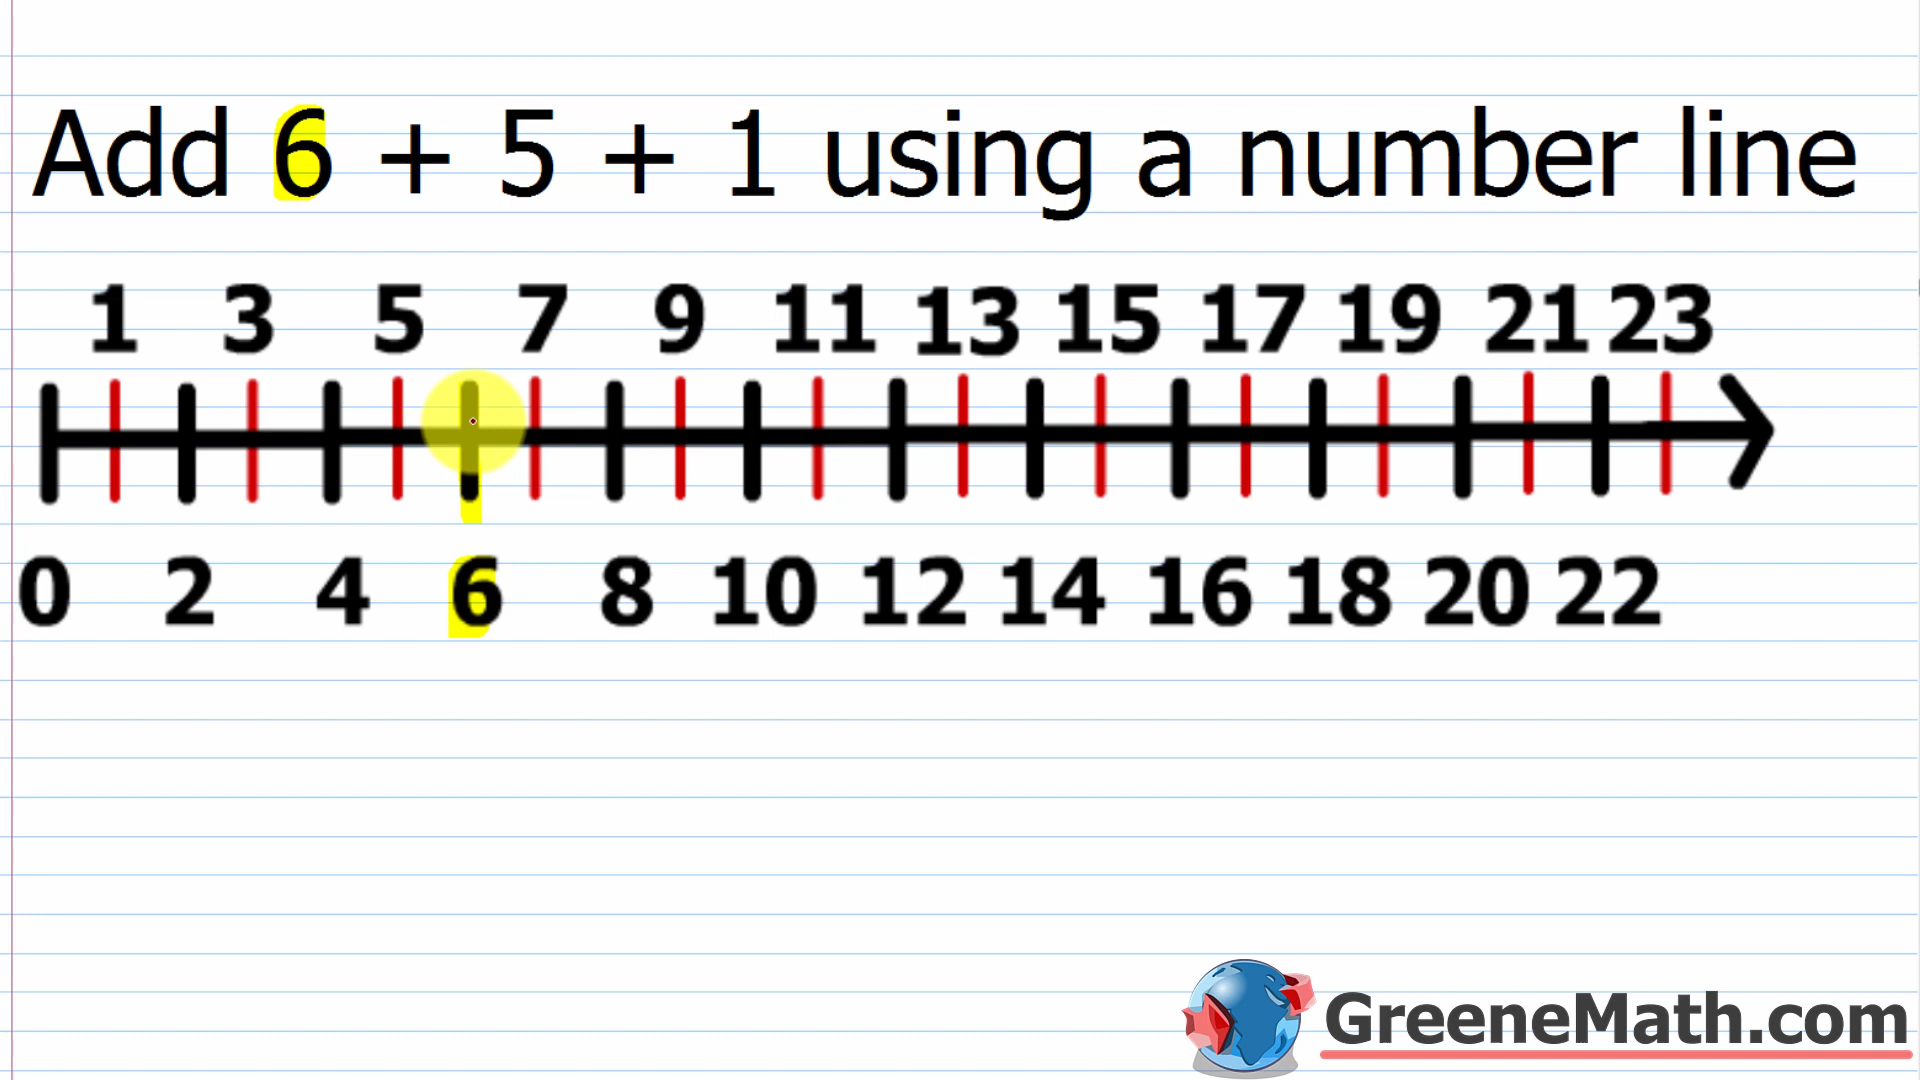 Add 6 + 5 + 1 using a number line
1 3 5 7 9 11 13 15 17 19 21 23
0 2 4 6 8 10 12 14 16 18 20 22
GreeneMath.com